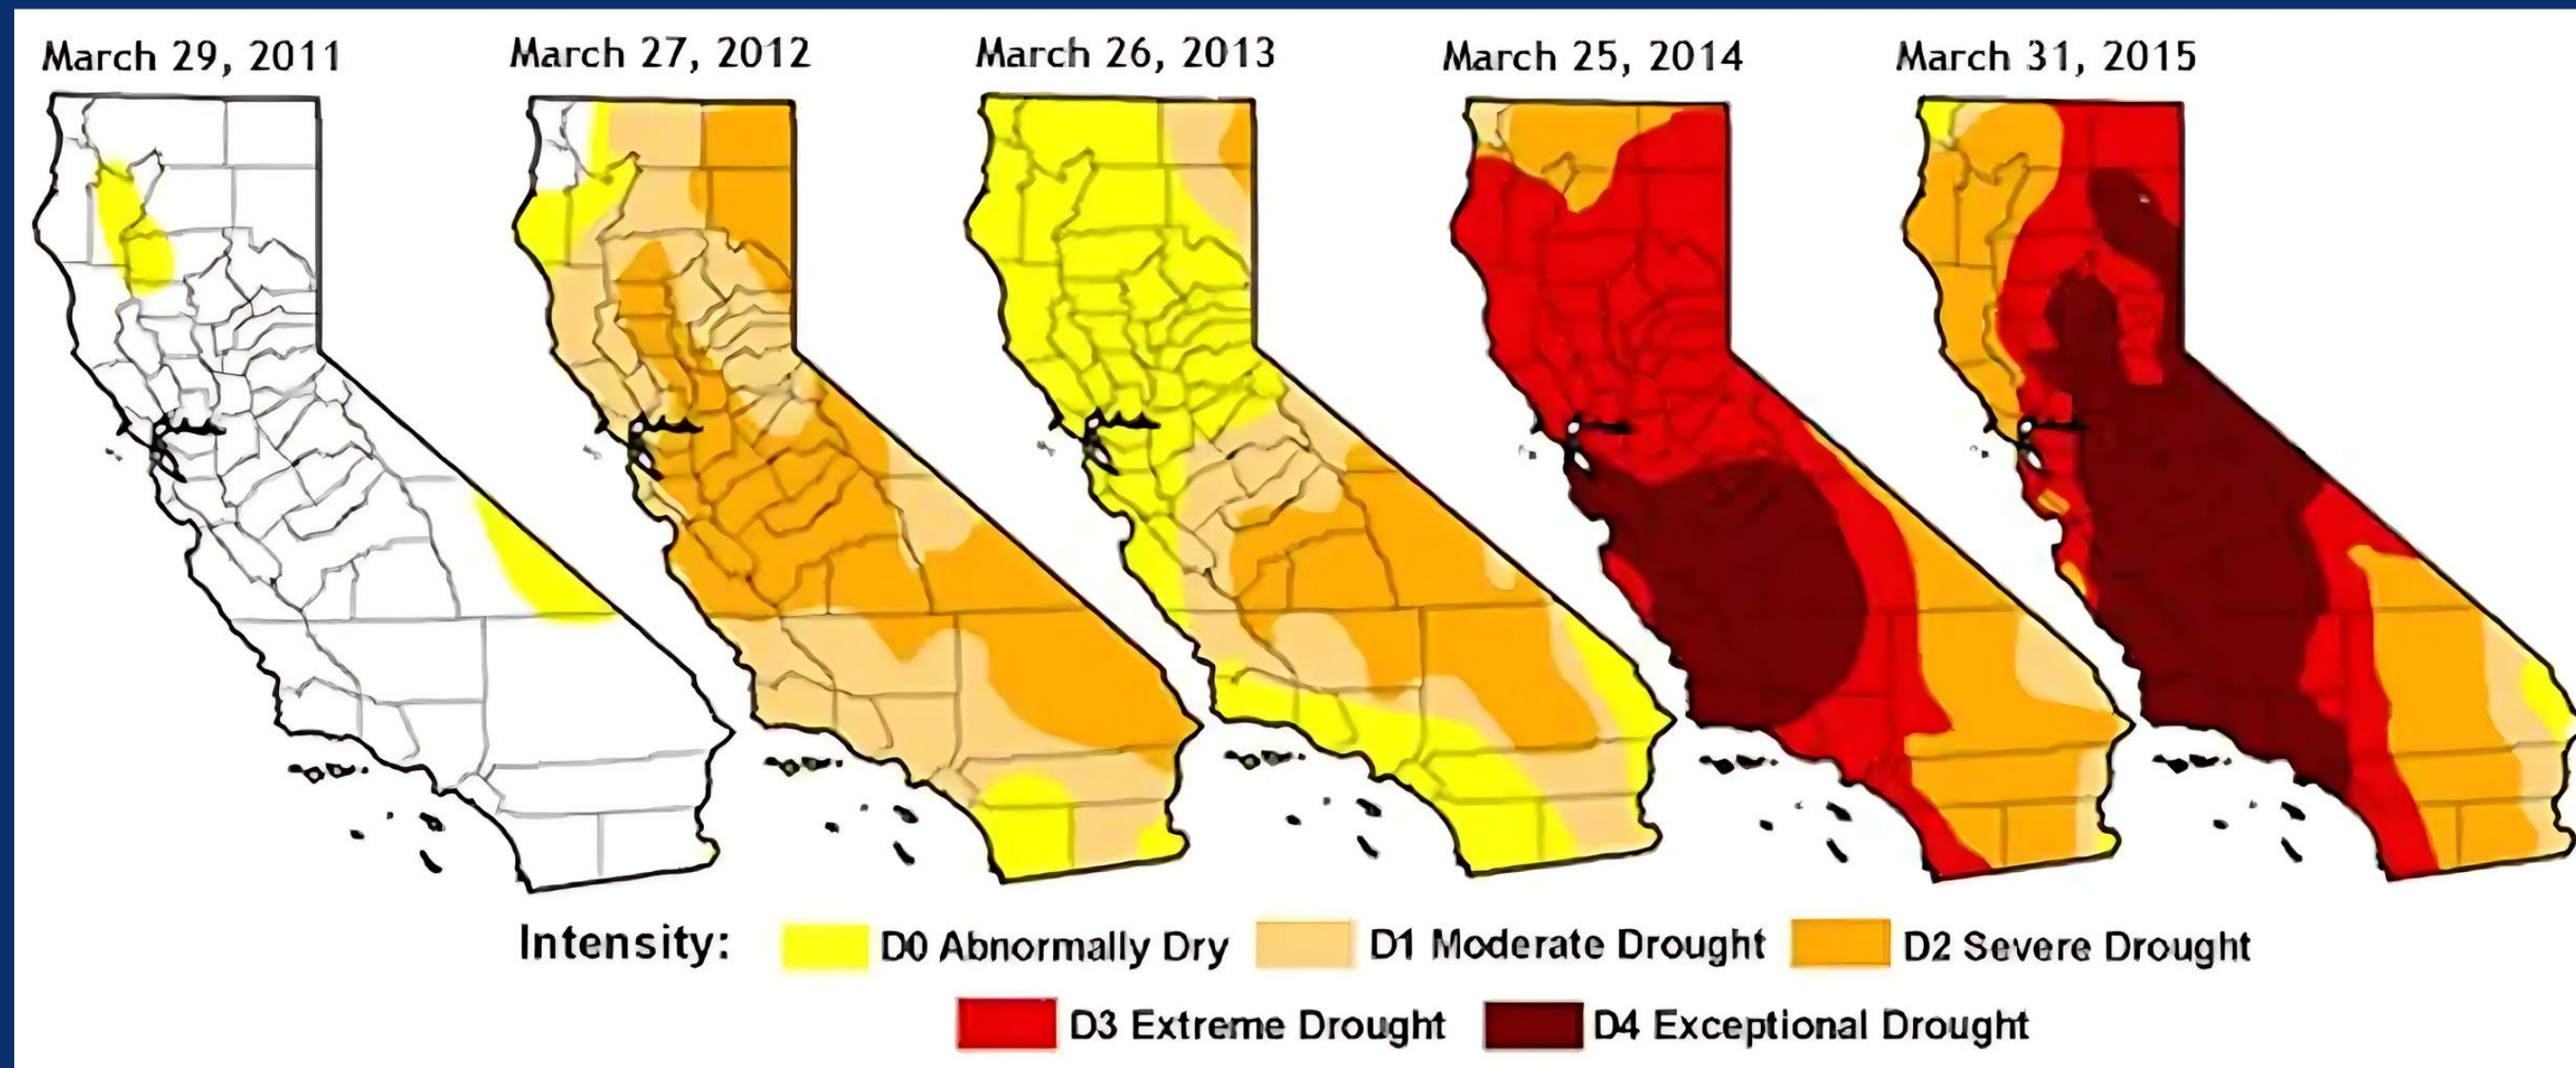 March 29, 2011
March 27, 2012
March 26, 2013
March 25, 2014
March 31, 2015
Intensity:
D0 Abnormally Dry
D1 Moderate Drought
D2 Severe Drought
D3 Extreme Drought
D4 Exceptional Drought